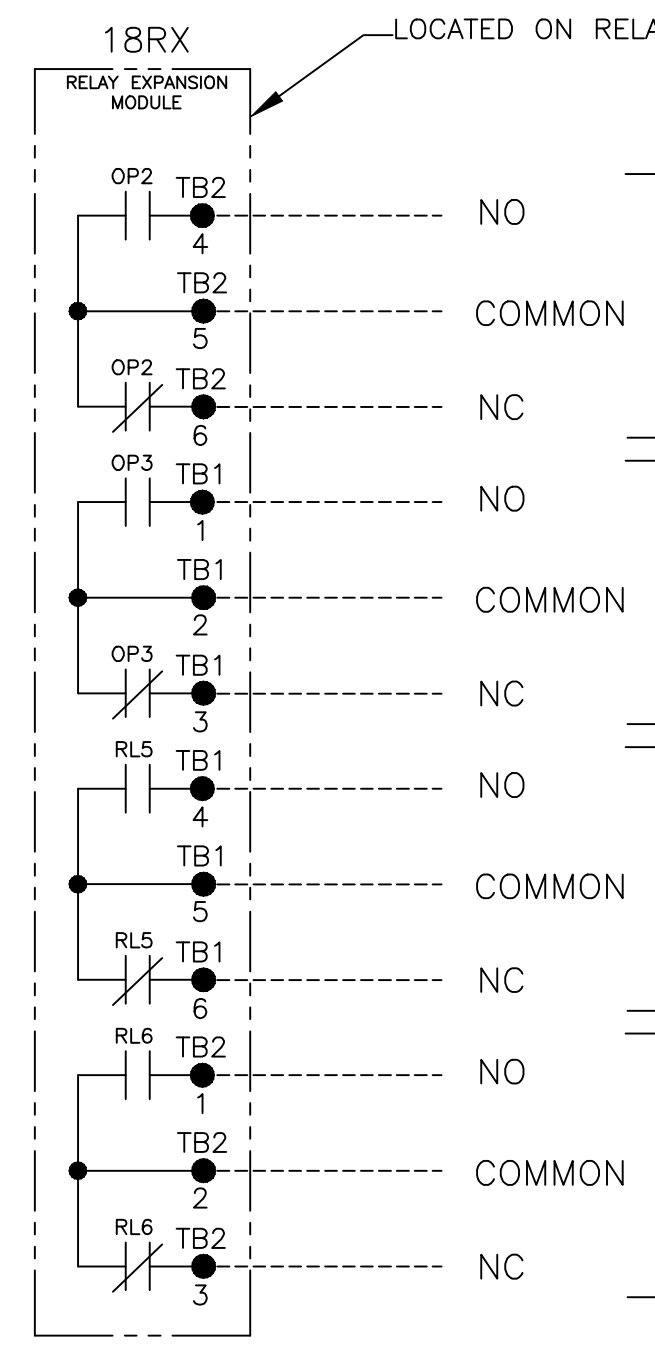 18RX
LOCATED ON
RELAY EXPANSION
MODULE
OP2 TB2
4
NO
TB2
5
COMMON
OP2 TB2
6
NC
OP3 TB1
1
NO
TB1
2
COMMON
OP3 TB1
3
NC
RL5 TB1
4
NO
TB1
5
COMMON
RL5 TB1
6
NC
RL6 TB2
1
NO
TB2
2
COMMON
RL6 TB2
3
NC